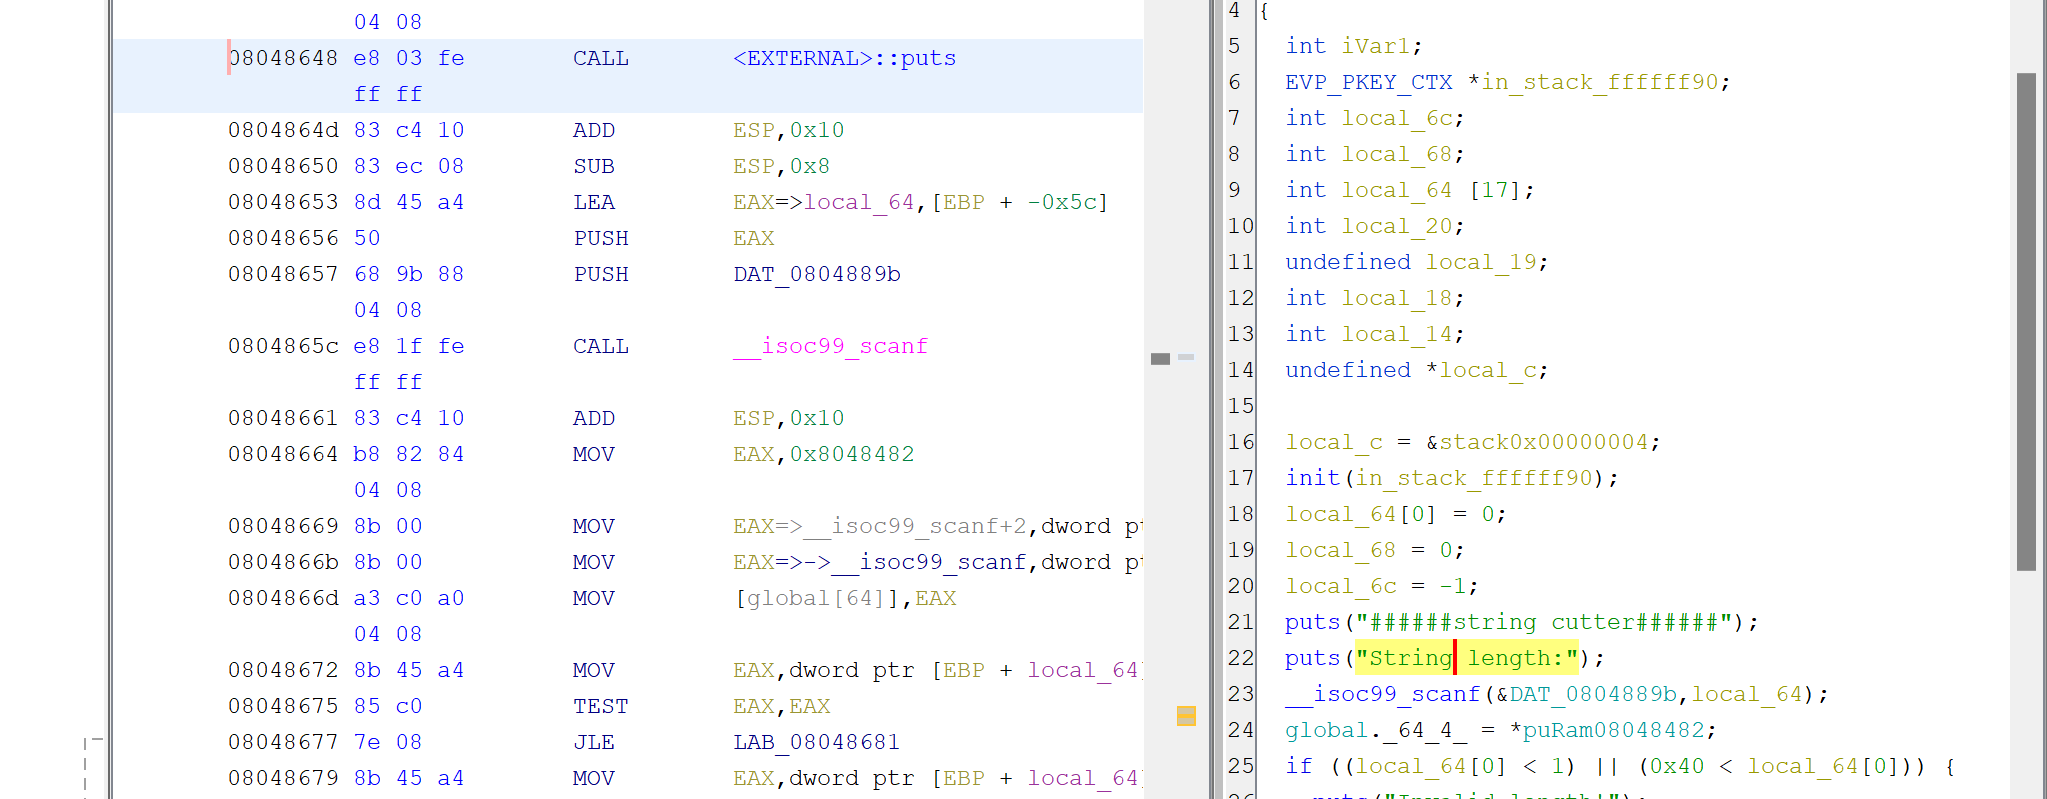 04 08
08048648 e8 03 fe CALL <EXTERNAL>::puts
ff ff
0804864d 83 c4 10 ADD ESP,0x10
08048650 83 ec 08 SUB ESP,0x8
08048653 8d 45 a4 LEA EAX=>local_64,[EBP + -0x5c]
08048656 50 PUSH EAX
08048657 68 9b 88 PUSH DAT_0804889b
04 08
0804865c e8 1f fe CALL __isoc99_scanf
ff ff
08048661 83 c4 10 ADD ESP,0x10
08048664 b8 82 84 MOV EAX,0x8048482
04 08
08048669 8b 00 MOV EAX=>__isoc99_scanf+2,dword pt
0804866b 8b 00 MOV EAX=>->__isoc99_scanf,dword pt
0804866d a3 c0 a0 MOV [global[64]],EAX
04 08
08048672 8b 45 a4 MOV EAX,dword ptr [EBP + local_64]
08048675 85 c0 TEST EAX,EAX
08048677 7e 08 JLE LAB_08048681
08048679 8b 45 a4 MOV EAX,dword ptr [EBP + local_64]
4 {
5 int iVar1;
6 EVP_PKEY_CTX *in_stack_ffffff90;
7 int local_6c;
8 int local_68;
9 int local_64 [17];
10 int local_20;
11 undefined local_19;
12 int local_18;
13 int local_14;
14 undefined *local_c;
15
16 local_c = &stack0x00000004;
17 init(in_stack_ffffff90);
18 local_64[0] = 0;
19 local_68 = 0;
20 local_6c = -1;
21 puts("######string cutter######");
22 puts("String length:");
23 __isoc99_scanf(&DAT_0804889b,local_64);
24 global._64_4_ = *puRam08048482;
25 if ((local_64[0] < 1) || (0x40 < local_64[0])) {
26 puts("Invalid length!");